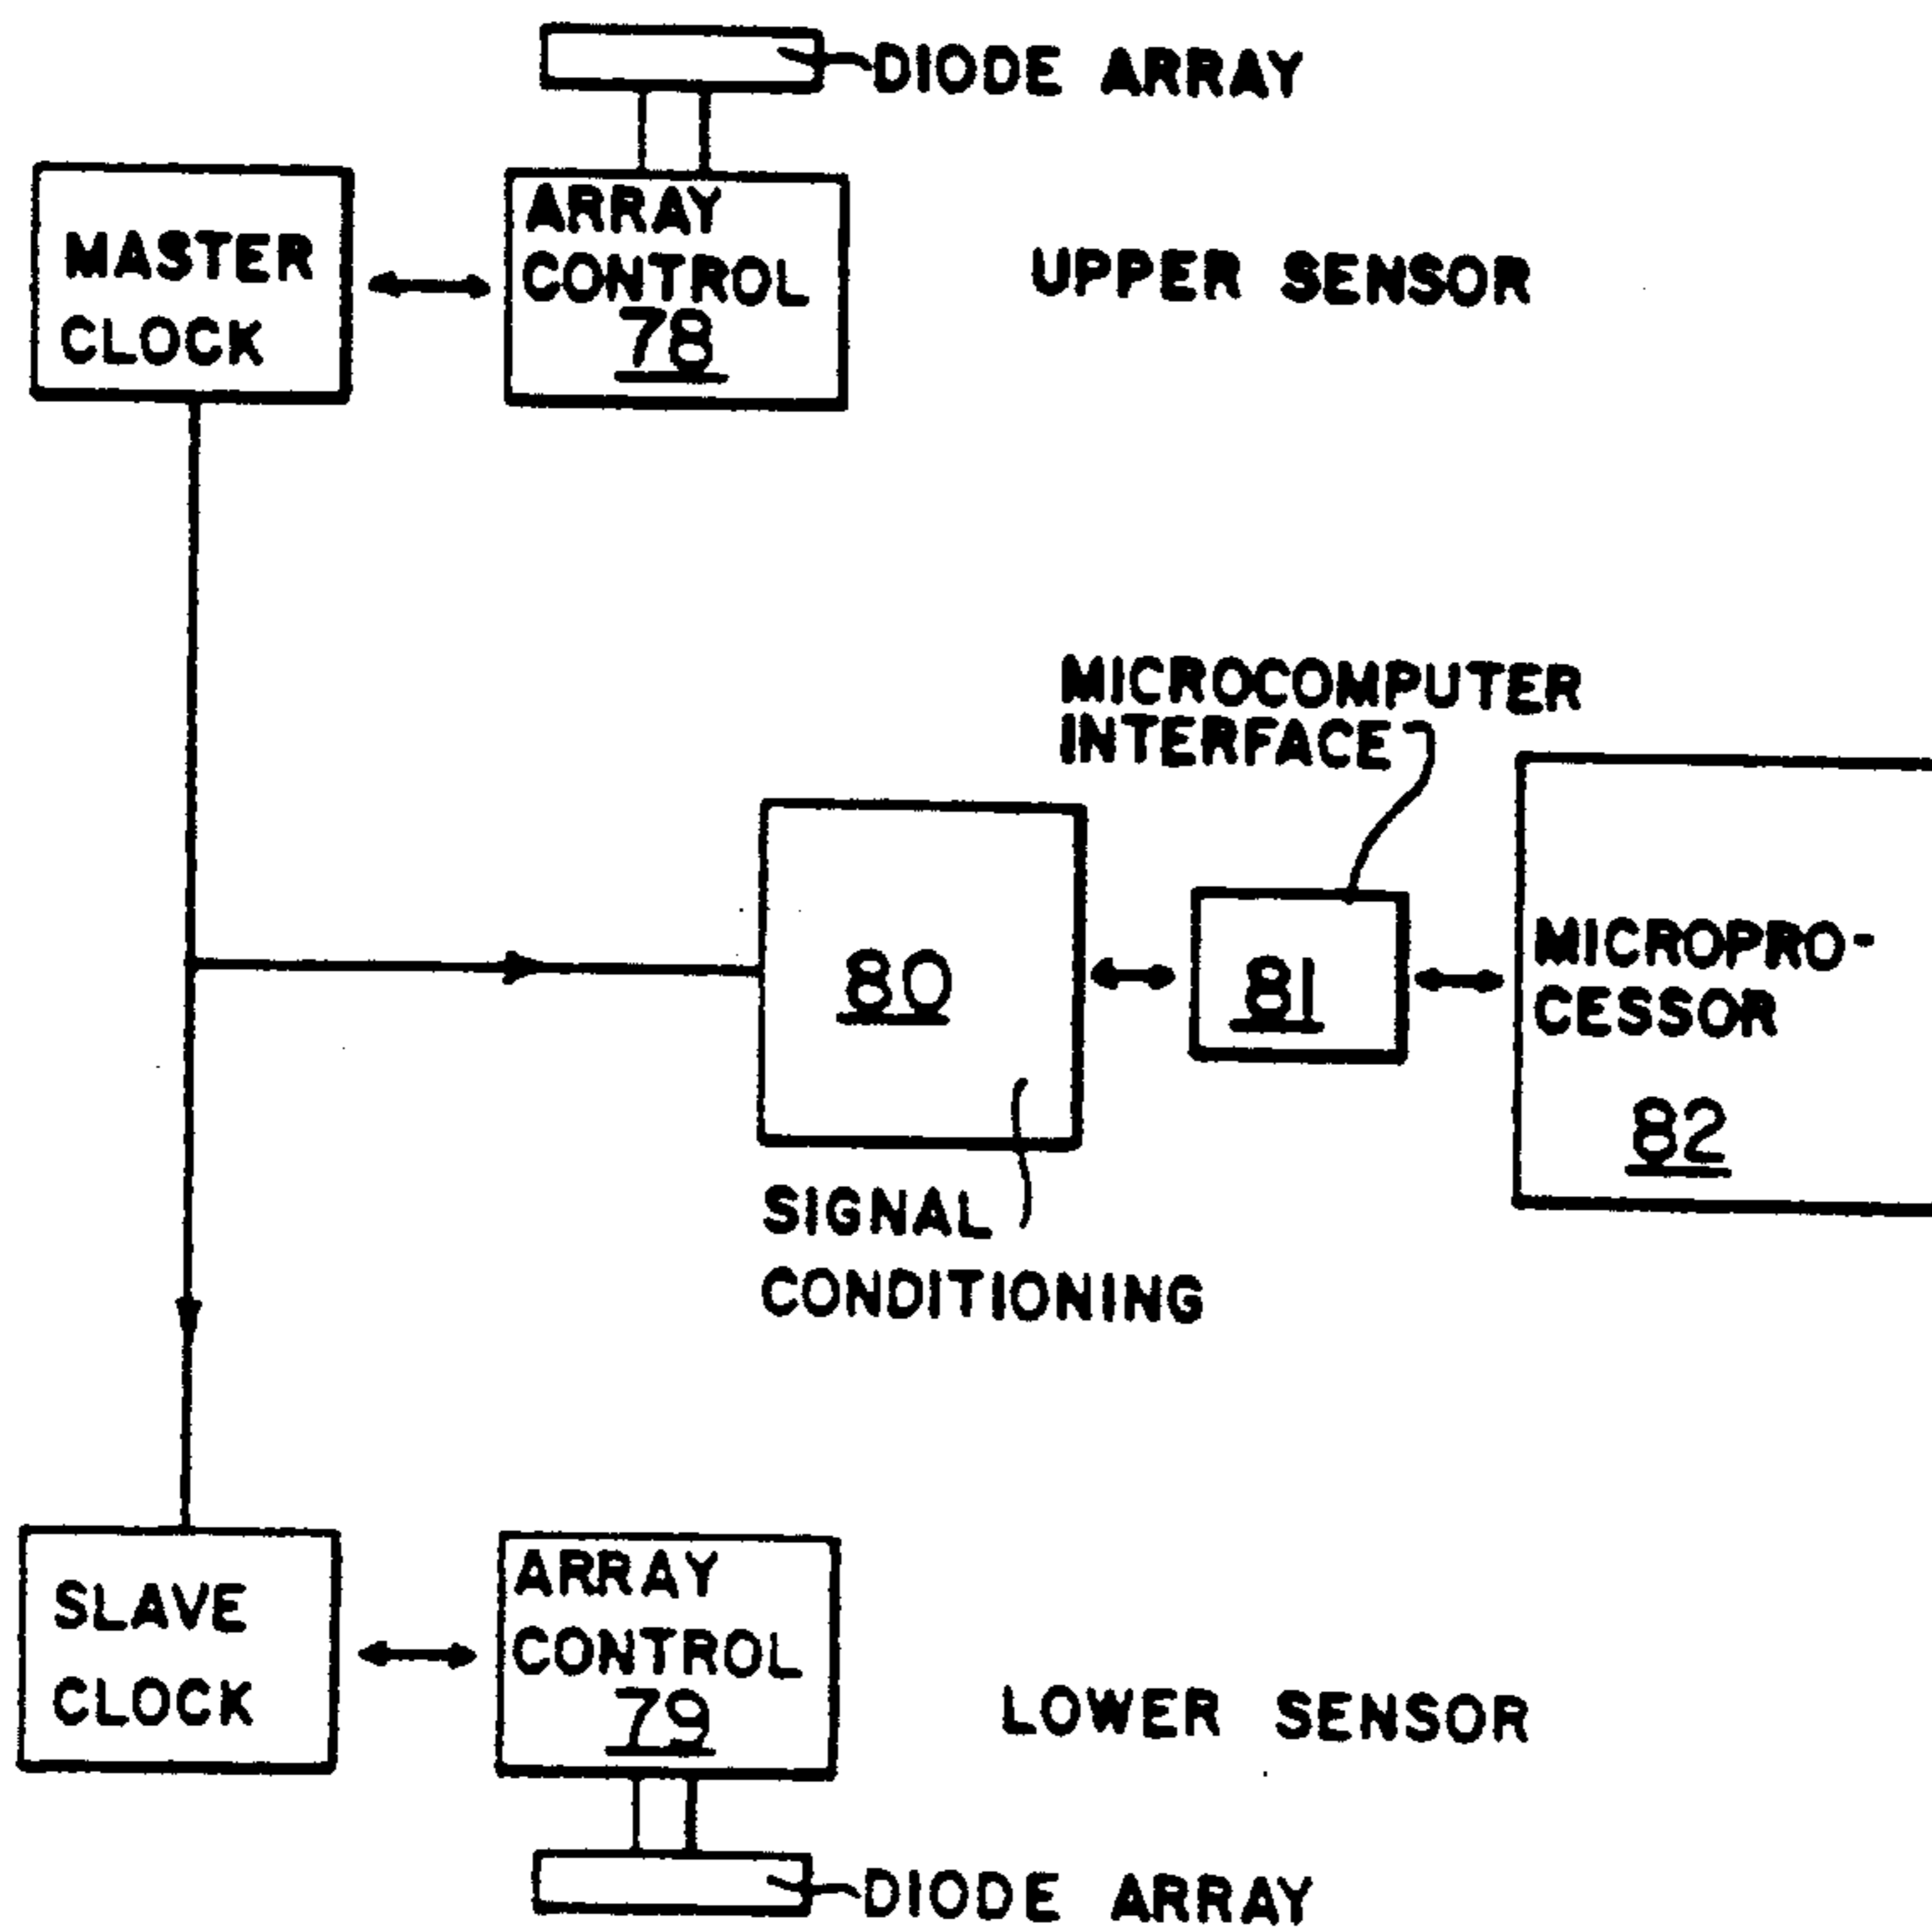 DIODE ARRAY
MASTER
CLOCK
ARRAY
CONTROL
78
UPPER SENSOR
MICROCOMPUTER
INTERFACE
80
81
MICROPRO-
CESSOR
82
SIGNAL
CONDITIONING
SLAVE
CLOCK
ARRAY
CONTROL
79
LOWER SENSOR
DIODE ARRAY